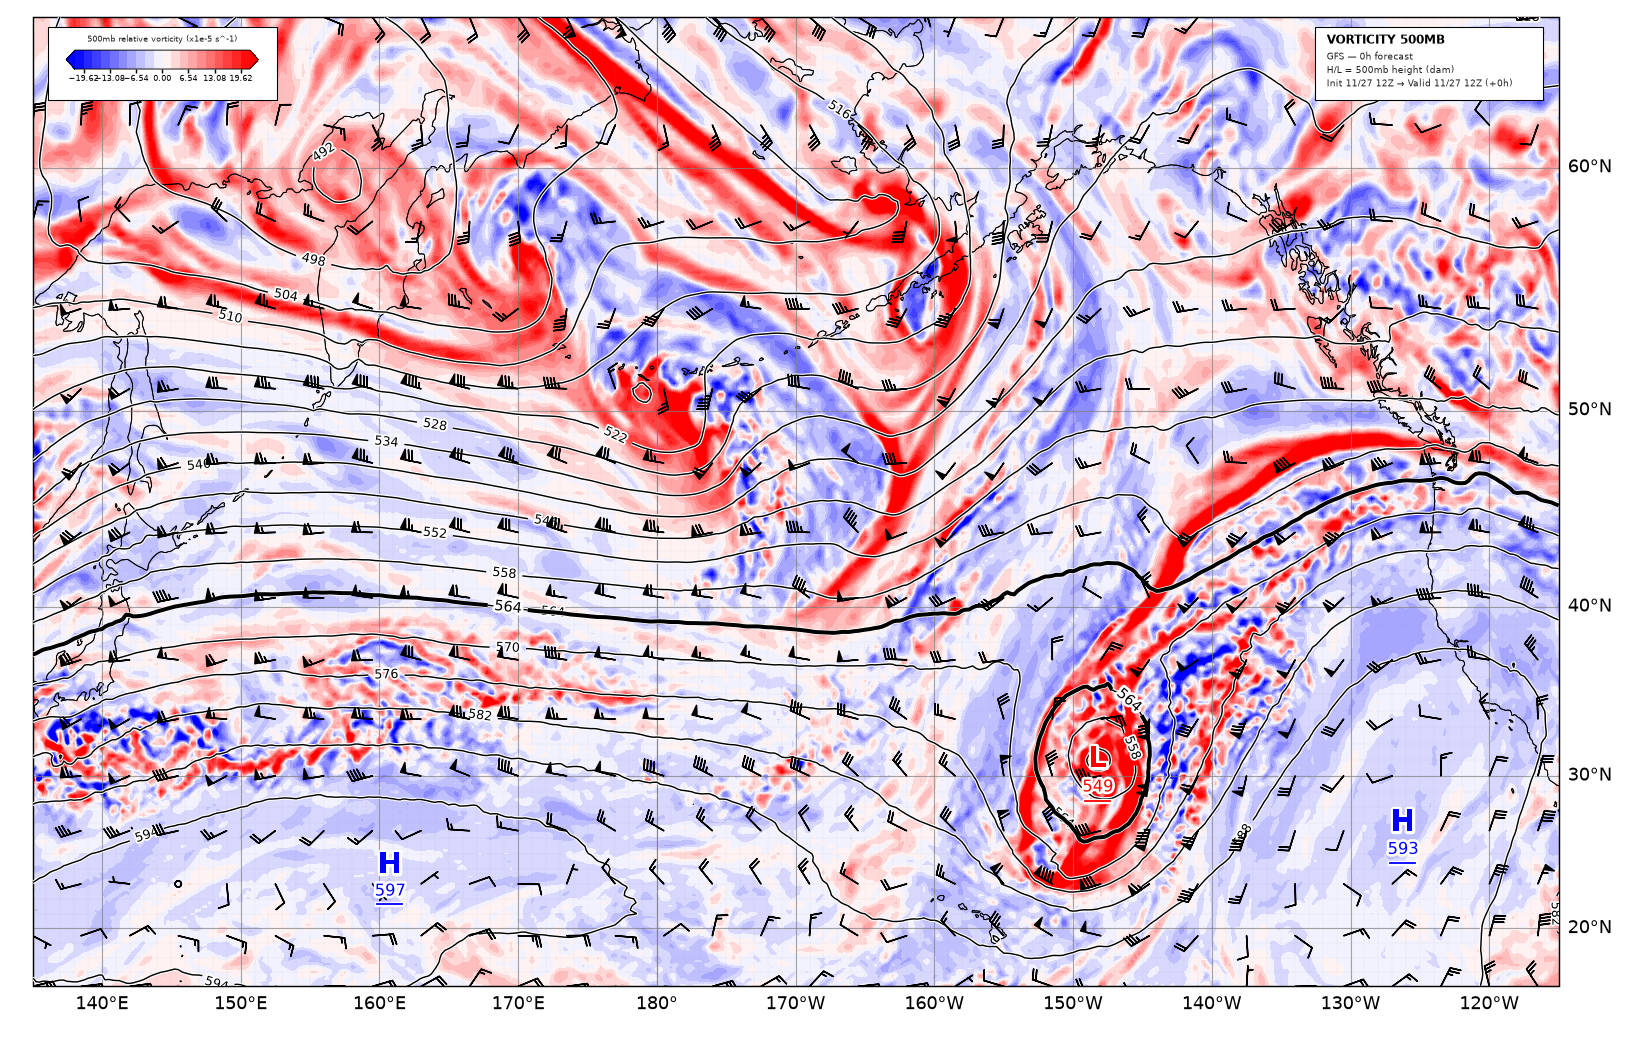 500mb relative vorticity (x1e-5 s^-1)
−19.62 −13.08 −6.54 0.00 6.54 13.08 19.62
VORTICITY 500MB
GFS — 0h forecast
H/L = 500mb height (dam)
Init 11/27 12Z → Valid 11/27 12Z (+0h)
516
492
60°N
498
504
510
50°N
528
522
534
540
552
558
564
40°N
570
576
564
582
558
L
549
30°N
H
593
594
588
H
597
20°N
594
140°E 150°E 160°E 170°E 180° 170°W 160°W 150°W 140°W 130°W 120°W